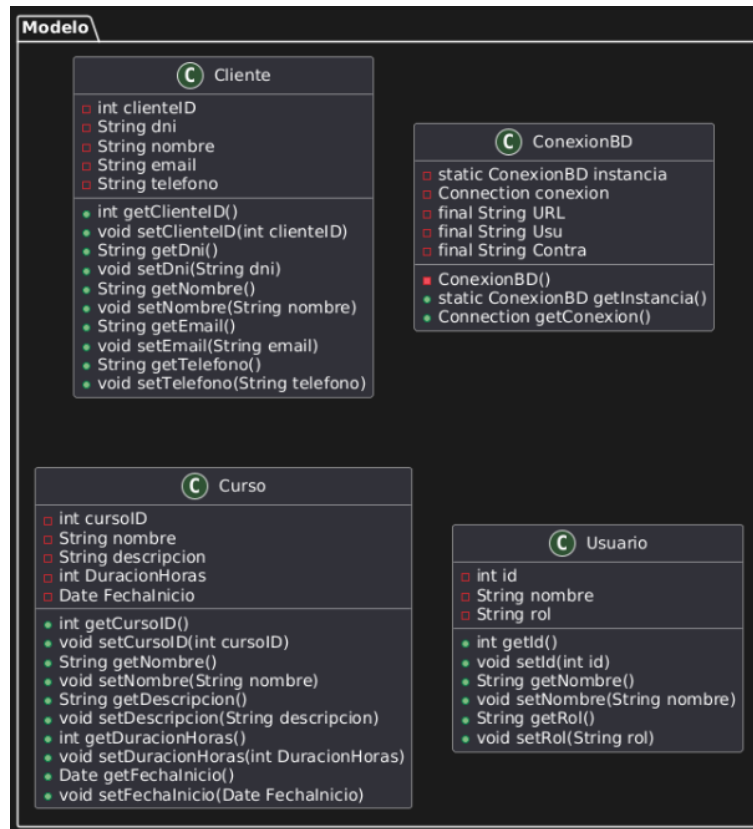 Modelo
C Cliente
int clienteID
String dni
String nombre
String email
String telefono
int getClienteID()
void setClienteID(int clienteID)
String getDni()
void setDni(String dni)
String getNombre()
void setNombre(String nombre)
String getEmail()
void setEmail(String email)
String getTelefono()
void setTelefono(String telefono)
C ConexionBD
static ConexionBD instancia
Connection conexion
final String URL
final String Usu
final String Contra
ConexionBD()
static ConexionBD getInstancia()
Connection getConexion()
C Curso
int cursoID
String nombre
String descripcion
int DuracionHoras
Date FechaInicio
int getCursoID()
void setCursoID(int cursoID)
String getNombre()
void setNombre(String nombre)
String getDescripcion()
void setDescripcion(String descripcion)
int getDuracionHoras()
void setDuracionHoras(int DuracionHoras)
Date getFechaInicio()
void setFechaInicio(Date FechaInicio)
C Usuario
int id
String nombre
String rol
int getId()
void setId(int id)
String getNombre()
void setNombre(String nombre)
String getRol()
void setRol(String rol)